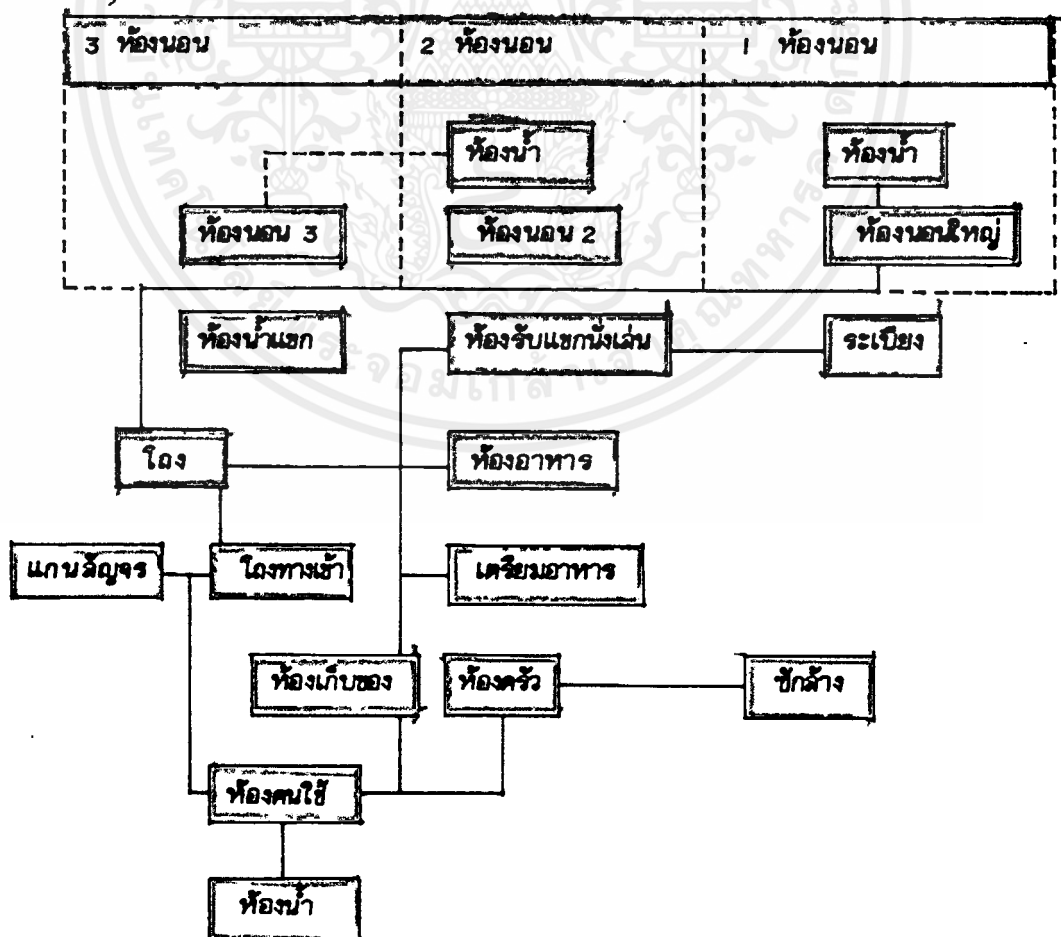 3 ห้องนอน 2 ห้องนอน 1 ห้องนอน
ห้องน้ำ ห้องน้ำ
ห้องนอน 3 ห้องนอน 2 ห้องนอนใหญ่
ห้องน้ำแขก ห้องรับแขกนั่งเล่น ระเบียง
โถง ห้องอาหาร
แกนสัญจร โถงทางเข้า เตรียมอาหาร
ห้องเก็บของ ห้องครัว ซักล้าง
ห้องคนใช้
ห้องน้ำ